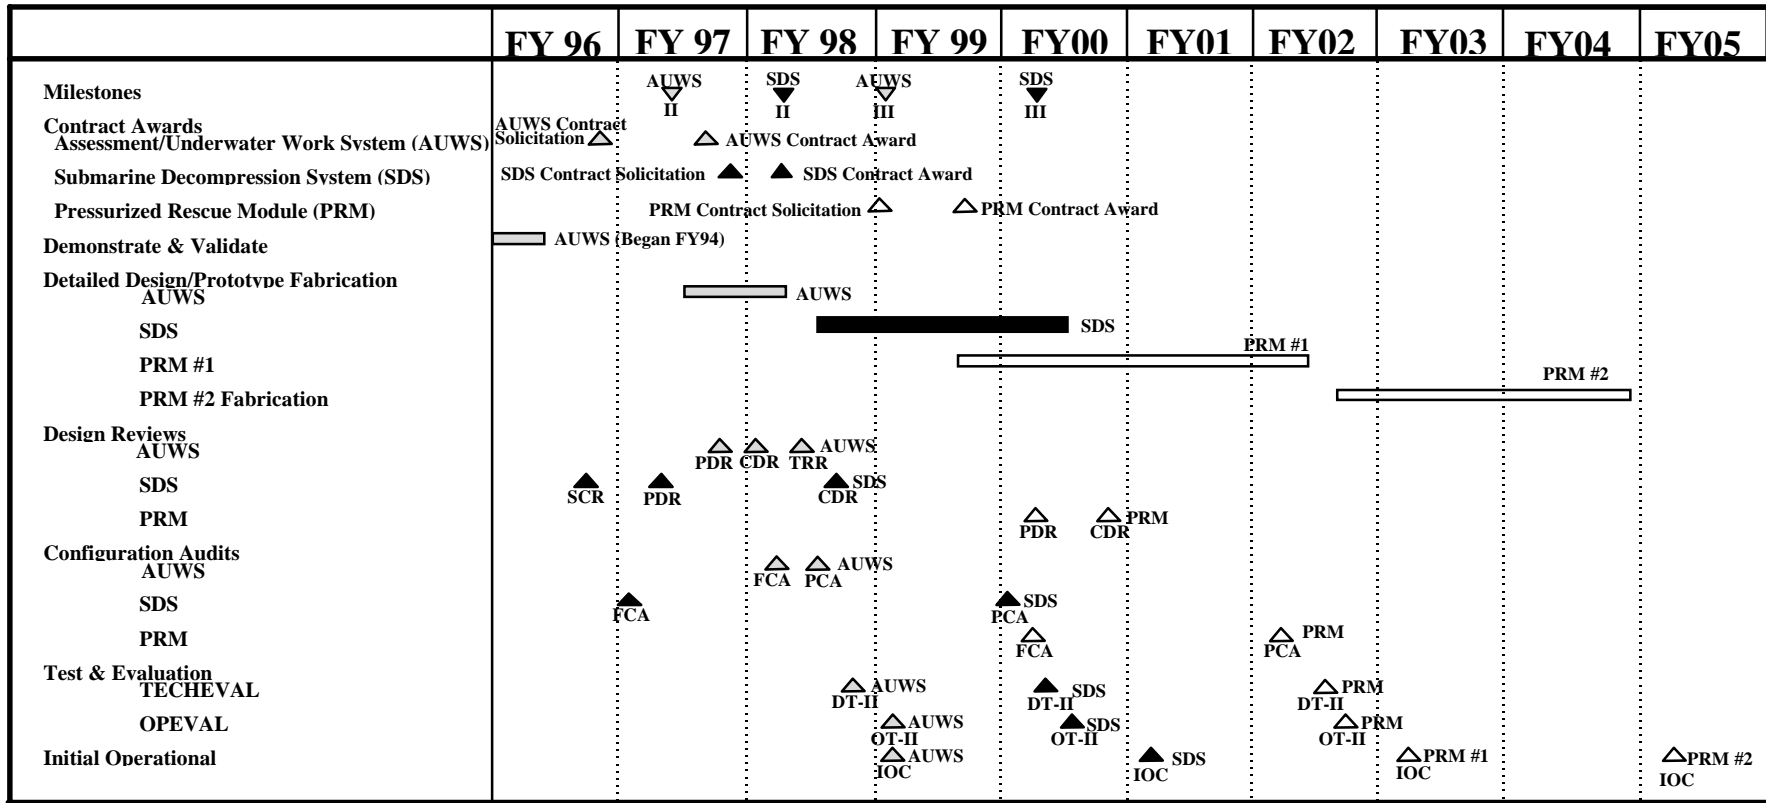 FY 96 FY 97 FY 98 FY 99 FY00 FY01 FY02 FY03 FY04 FY05
AUWS SDS AUWS SDS
Milestones
II II III III
Contract Awards
AUWS Contract
Assessment/Underwater Work System (AUWS) Solicitation AUWS Contract Award
Submarine Decompression System (SDS) SDS Contract Solicitation SDS Contract Award
Pressurized Rescue Module (PRM) PRM Contract Solicitation PRM Contract Award
Demonstrate & Validate AUWS (Began FY94)
Detailed Design/Prototype Fabrication
AUWS AUWS
SDS SDS
PRM #1 PRM #1
PRM #2 Fabrication PRM #2
Design Reviews
AUWS AUWS
PDR CDR TRR
SDS SDS
SCR PDR CDR
PRM PRM
PDR CDR
Configuration Audits
AUWS AUWS
FCA PCA
SDS SDS
FCA PCA
PRM PRM
FCA PCA
Test & Evaluation
TECHEVAL AUWS SDS PRM
DT-II DT-II DT-II
OPEVAL AUWS SDS PRM
OT-II OT-II OT-II
Initial Operational AUWS SDS PRM #1 PRM #2
IOC IOC IOC IOC